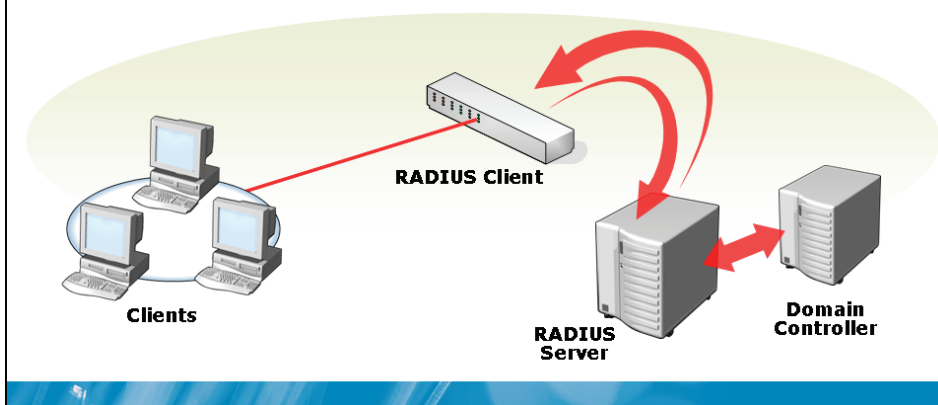 RADIUS Client
Clients
RADIUS
Server
Domain
Controller